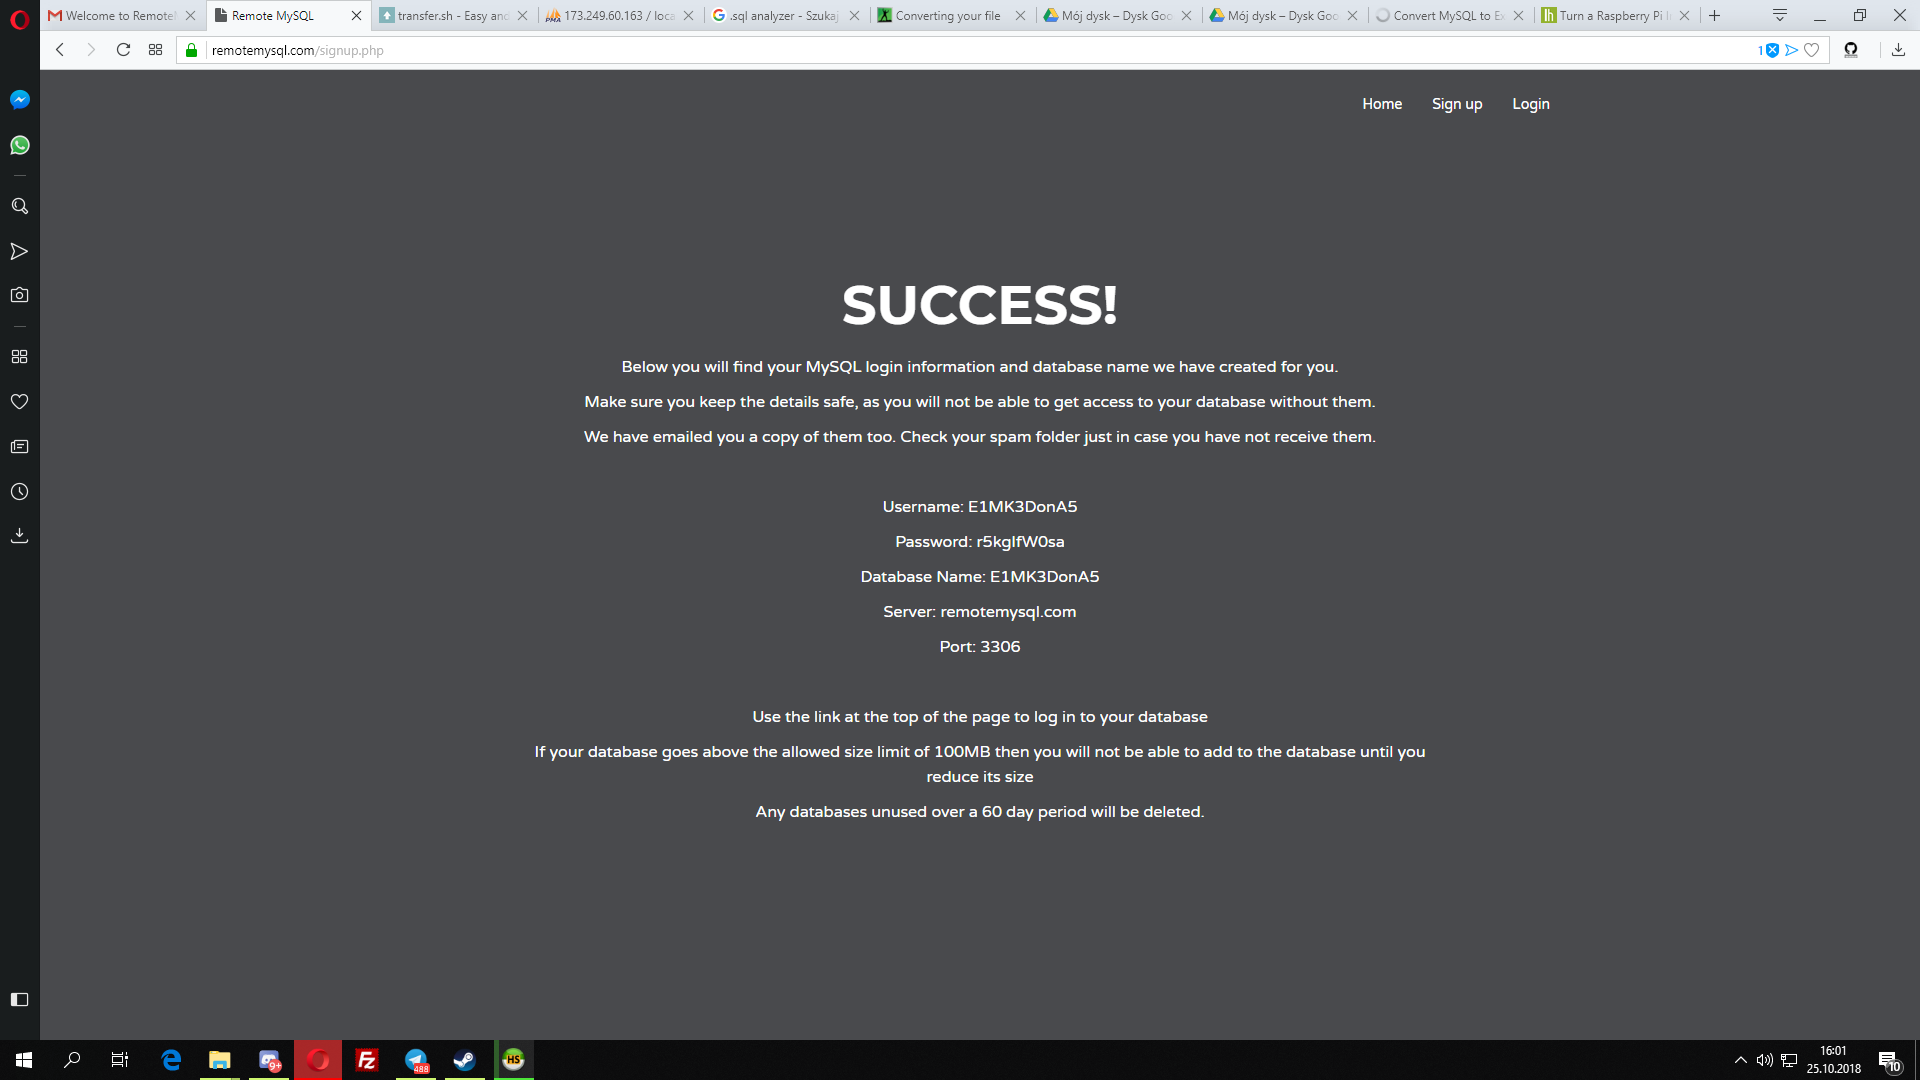 Welcome to Remote
Remote MySQL
transfer.sh - Easy and
173.249.60.163 / loca
.sql analyzer - Szukaj
Converting your file
Mój dysk – Dysk Goo
Mój dysk – Dysk Goo
Convert MySQL to Ex
Turn a Raspberry Pi I
remotemysql.com/signup.php
1
Home
Sign up
Login
SUCCESS!
Below you will find your MySQL login information and database name we have created for you.
Make sure you keep the details safe, as you will not be able to get access to your database without them.
We have emailed you a copy of them too. Check your spam folder just in case you have not receive them.
Username: E1MK3DonA5
Password: r5kgIfW0sa
Database Name: E1MK3DonA5
Server: remotemysql.com
Port: 3306
Use the link at the top of the page to log in to your database
If your database goes above the allowed size limit of 100MB then you will not be able to add to the database until you
reduce its size
Any databases unused over a 60 day period will be deleted.
9+
Fz
488
HS
16:01
25.10.2018
10